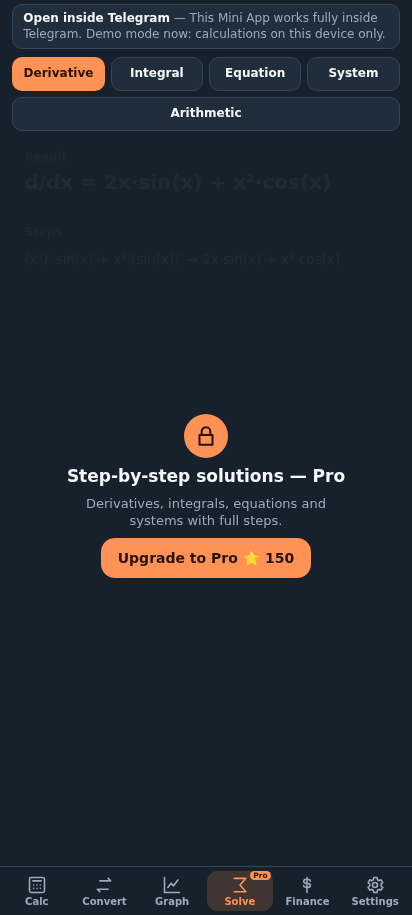 Open inside Telegram — This Mini App works fully inside
Telegram. Demo mode now: calculations on this device only.
Derivative
Integral
Equation
System
Arithmetic
Result
d/dx = 2x·sin(x) + x²·cos(x)
Steps
(x²)′ sin(x) + x²·(sin(x))′ → 2x·sin(x) + x²·cos(x)
Step-by-step solutions — Pro
Derivatives, integrals, equations and
systems with full steps.
Upgrade to Pro ⭐ 150
Pro
Calc
Convert
Graph
Solve
Finance
Settings